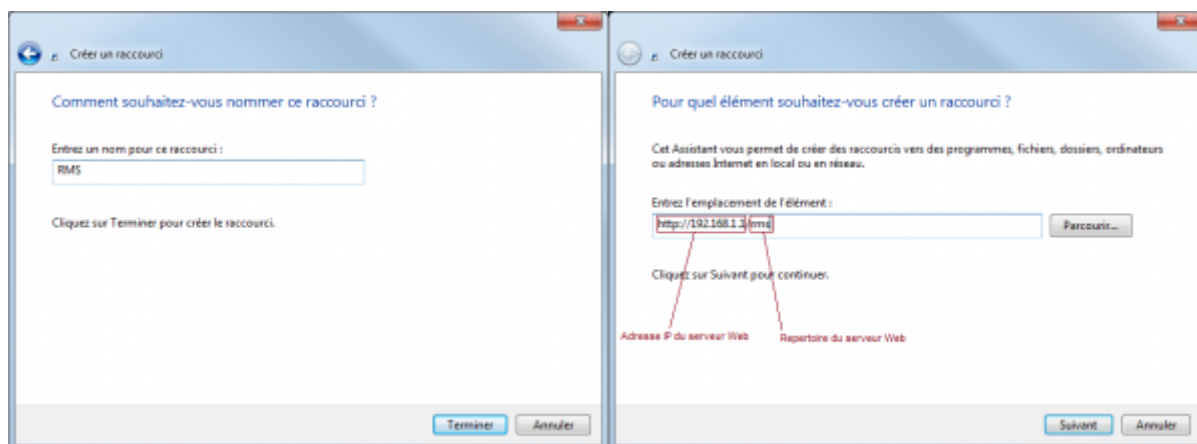 Créer un raccourci
Comment souhaitez-vous nommer ce raccourci ?
Entrez un nom pour ce raccourci :
RMS
Cliquez sur Terminer pour créer le raccourci.
Terminer
Annuler
Créer un raccourci
Pour quel élément souhaitez-vous créer un raccourci ?
Cet Assistant vous permet de créer des raccourcis vers des programmes, fichiers, dossiers, ordinateurs
ou adresses Internet en local ou en réseau.
Entrez l'emplacement de l'élément :
http://192.168.1.1/rms
Parcourir...
Cliquez sur Suivant pour continuer.
Adresse IP du serveur Web
Repertoire du serveur Web
Suivant
Annuler